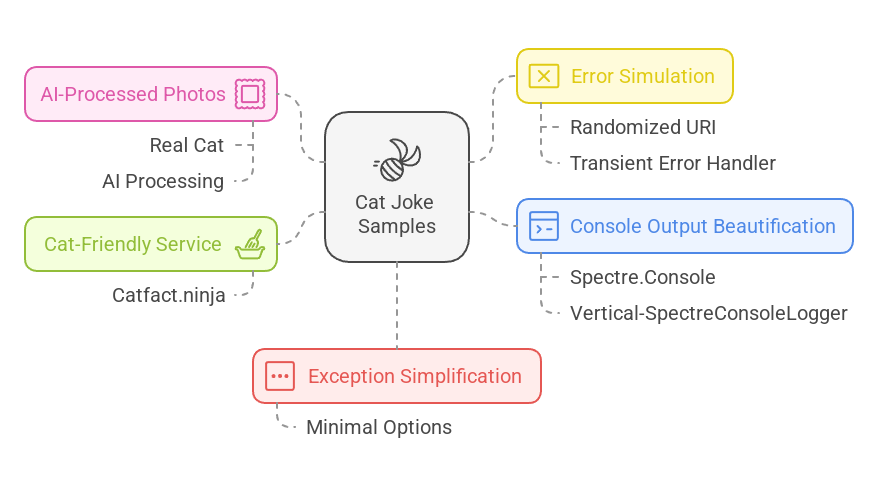 AI-Processed Photos
Real Cat
AI Processing
Cat-Friendly Service
Catfact.ninja
Cat Joke
Samples
Error Simulation
Randomized URI
Transient Error Handler
Console Output Beautification
Spectre.Console
Vertical-SpectreConsoleLogger
Exception Simplification
Minimal Options